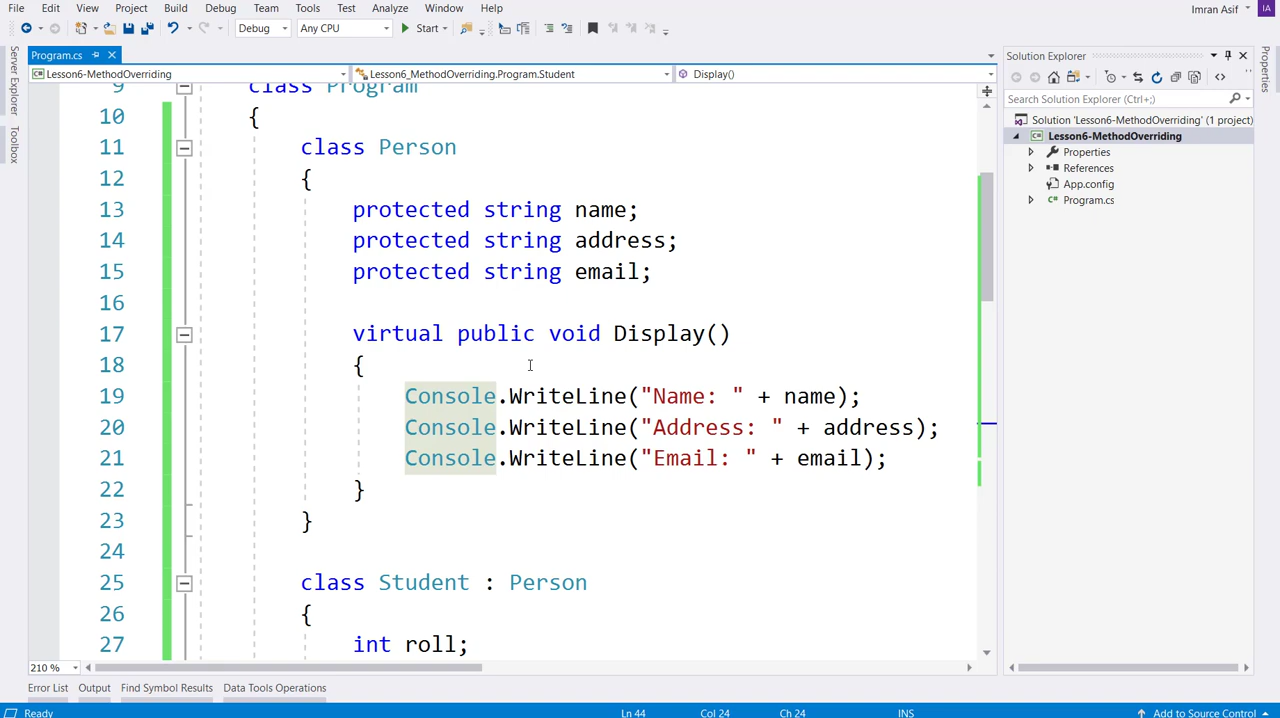 File Edit View Project Build Debug Team Tools Test Analyze Window Help
Imran Asif IA
Debug Any CPU Start
Program.cs
Lesson6-MethodOverriding Lesson6_MethodOverriding.Program.Student Display()
Server Explorer
Toolbox
9 class Program
10 {
11 class Person
12 {
13 protected string name;
14 protected string address;
15 protected string email;
16
17 virtual public void Display()
18 {
19 Console.WriteLine("Name: " + name);
20 Console.WriteLine("Address: " + address);
21 Console.WriteLine("Email: " + email);
22 }
23 }
24
25 class Student : Person
26 {
27 int roll;
210 %
Solution Explorer
Search Solution Explorer (Ctrl+;)
Solution 'Lesson6-MethodOverriding' (1 project)
Lesson6-MethodOverriding
Properties
References
App.config
C# Program.cs
Properties
Error List Output Find Symbol Results Data Tools Operations
Ready Ln 44 Col 24 Ch 24 INS Add to Source Control